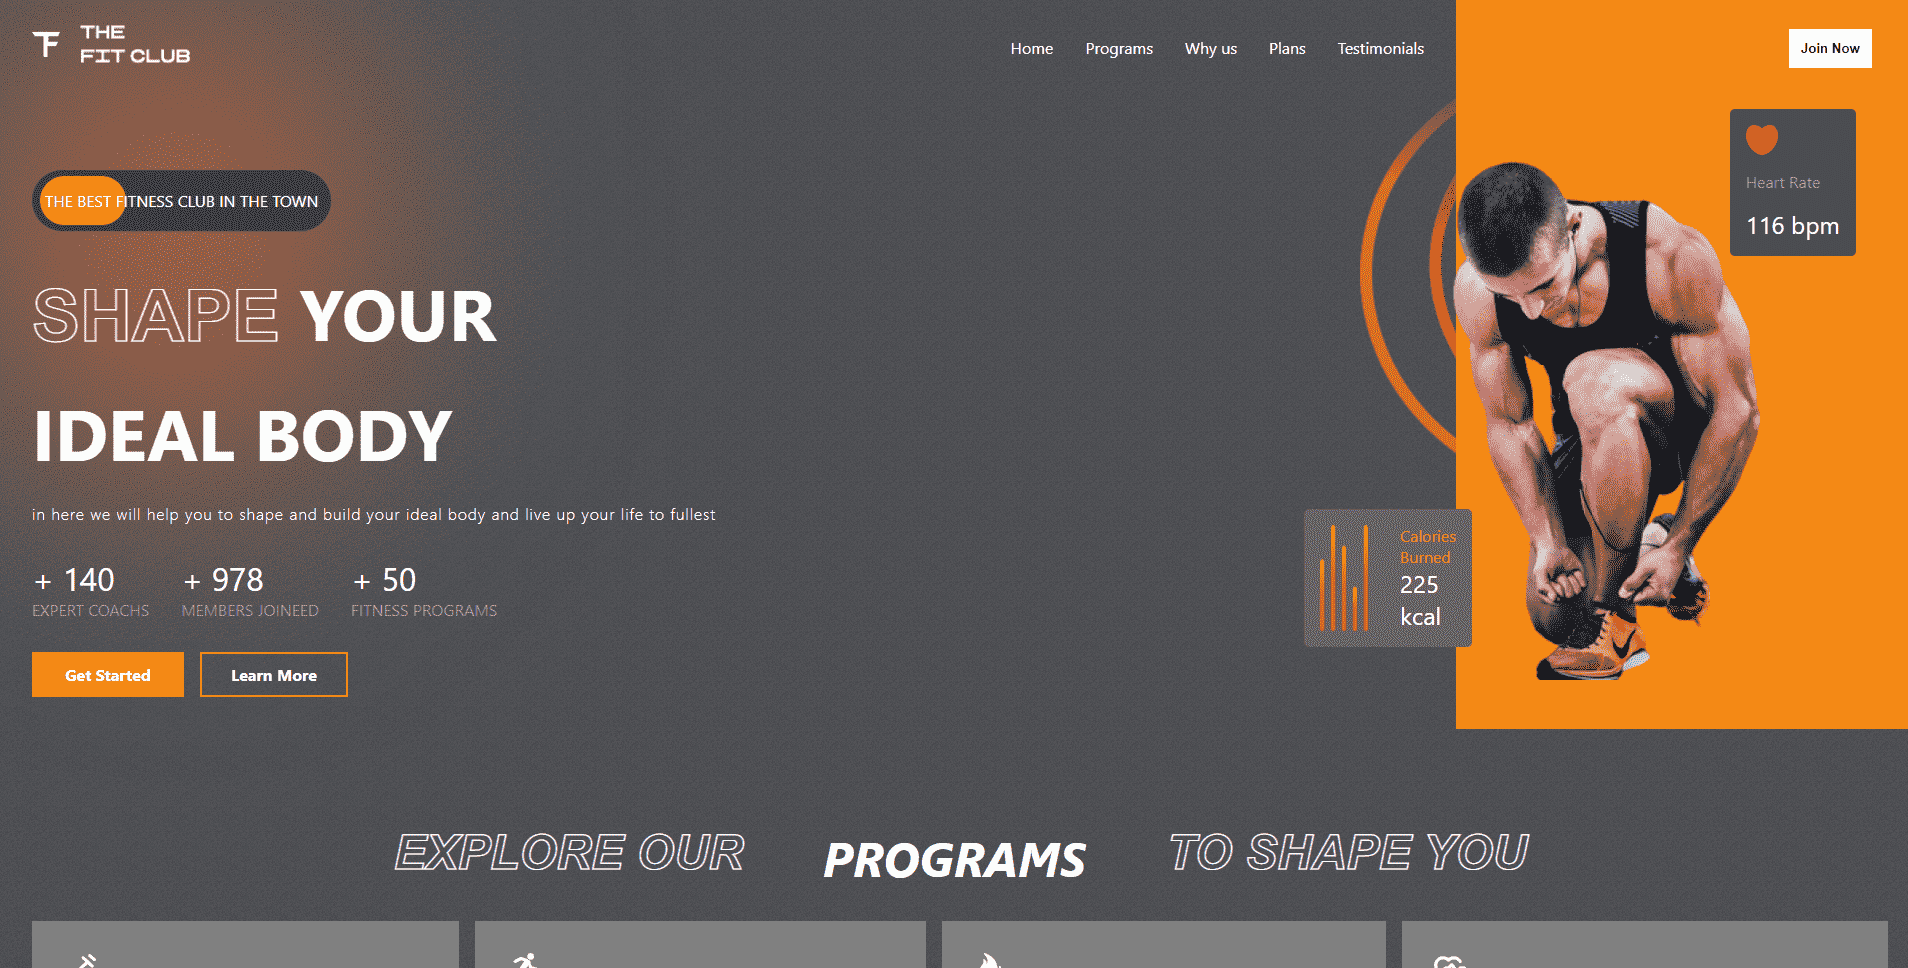 THE
FIT CLUB
Home Programs Why us Plans Testimonials
Join Now
THE BEST FITNESS CLUB IN THE TOWN
SHAPE YOUR
IDEAL BODY
in here we will help you to shape and build your ideal body and live up your life to fullest
+ 140
EXPERT COACHS
+ 978
MEMBERS JOINEED
+ 50
FITNESS PROGRAMS
Get Started
Learn More
Heart Rate
116 bpm
Calories
Burned
225
kcal
EXPLORE OUR PROGRAMS TO SHAPE YOU